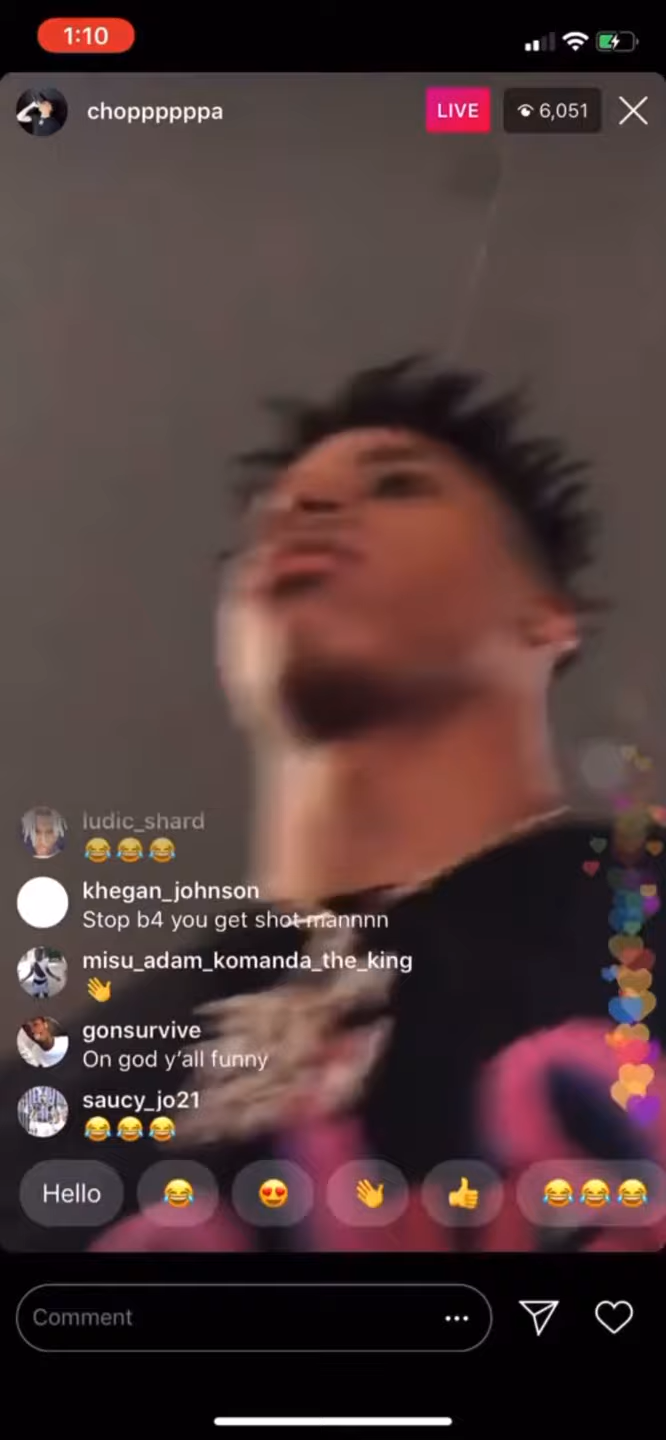 1:10
choppppppa
LIVE
6,051
ludic_shard
😂😂😂
khegan_johnson
Stop b4 you get shot mannnn
misu_adam_komanda_the_king
👋
gonsurvive
On god y'all funny
saucy_jo21
😂😂😂
Hello 😂 😍 👋 👍 😂😂😂
Comment